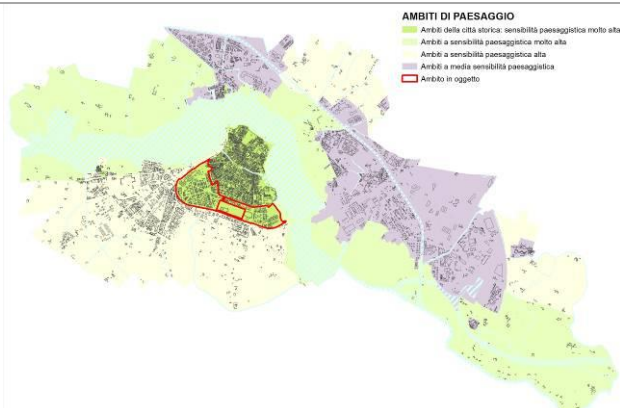 AMBITI DI PAESAGGIO
Ambiti della città storica: sensibilità paesaggistica molto alta
Ambiti a sensibilità paesaggistica molto alta
Ambiti a sensibilità paesaggistica alta
Ambiti a media sensibilità paesaggistica
Ambito in oggetto